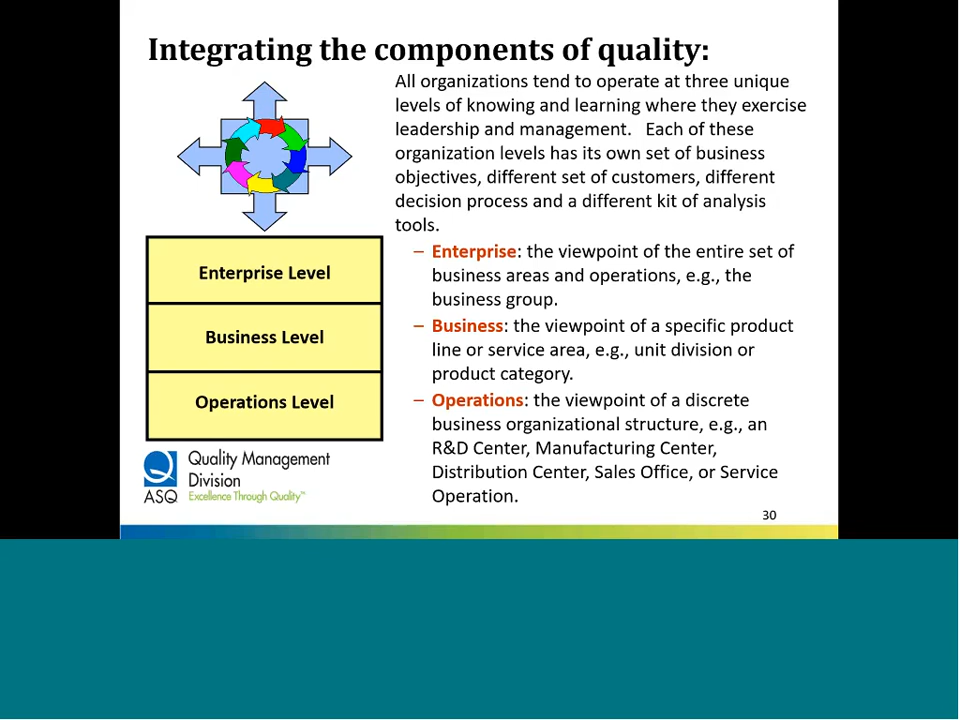 Integrating the components of quality:
All organizations tend to operate at three unique
levels of knowing and learning where they exercise
leadership and management.   Each of these
organization levels has its own set of business
objectives, different set of customers, different
decision process and a different kit of analysis
tools.
– Enterprise: the viewpoint of the entire set of
business areas and operations, e.g., the
business group.
– Business: the viewpoint of a specific product
line or service area, e.g., unit division or
product category.
– Operations: the viewpoint of a discrete
business organizational structure, e.g., an
R&D Center, Manufacturing Center,
Distribution Center, Sales Office, or Service
Operation.
Enterprise Level
Business Level
Operations Level
Quality Management
Division
ASQ Excellence Through Quality™
30